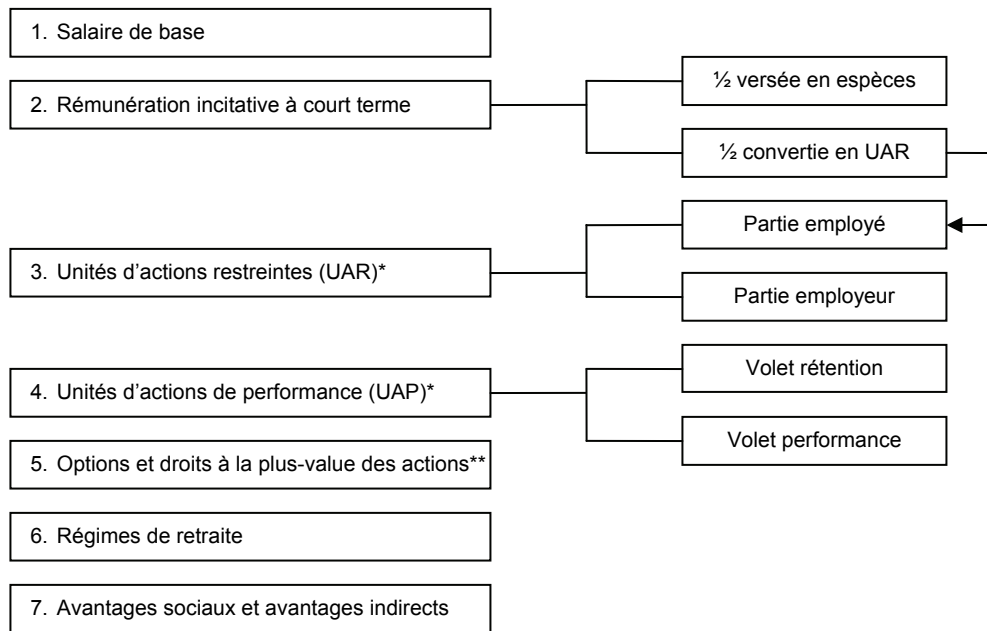 1. Salaire de base
2. Rémunération incitative à court terme
½ versée en espèces
½ convertie en UAR
3. Unités d’actions restreintes (UAR)*
Partie employé
Partie employeur
4. Unités d’actions de performance (UAP)*
Volet rétention
Volet performance
5. Options et droits à la plus-value des actions**
6. Régimes de retraite
7. Avantages sociaux et avantages indirects